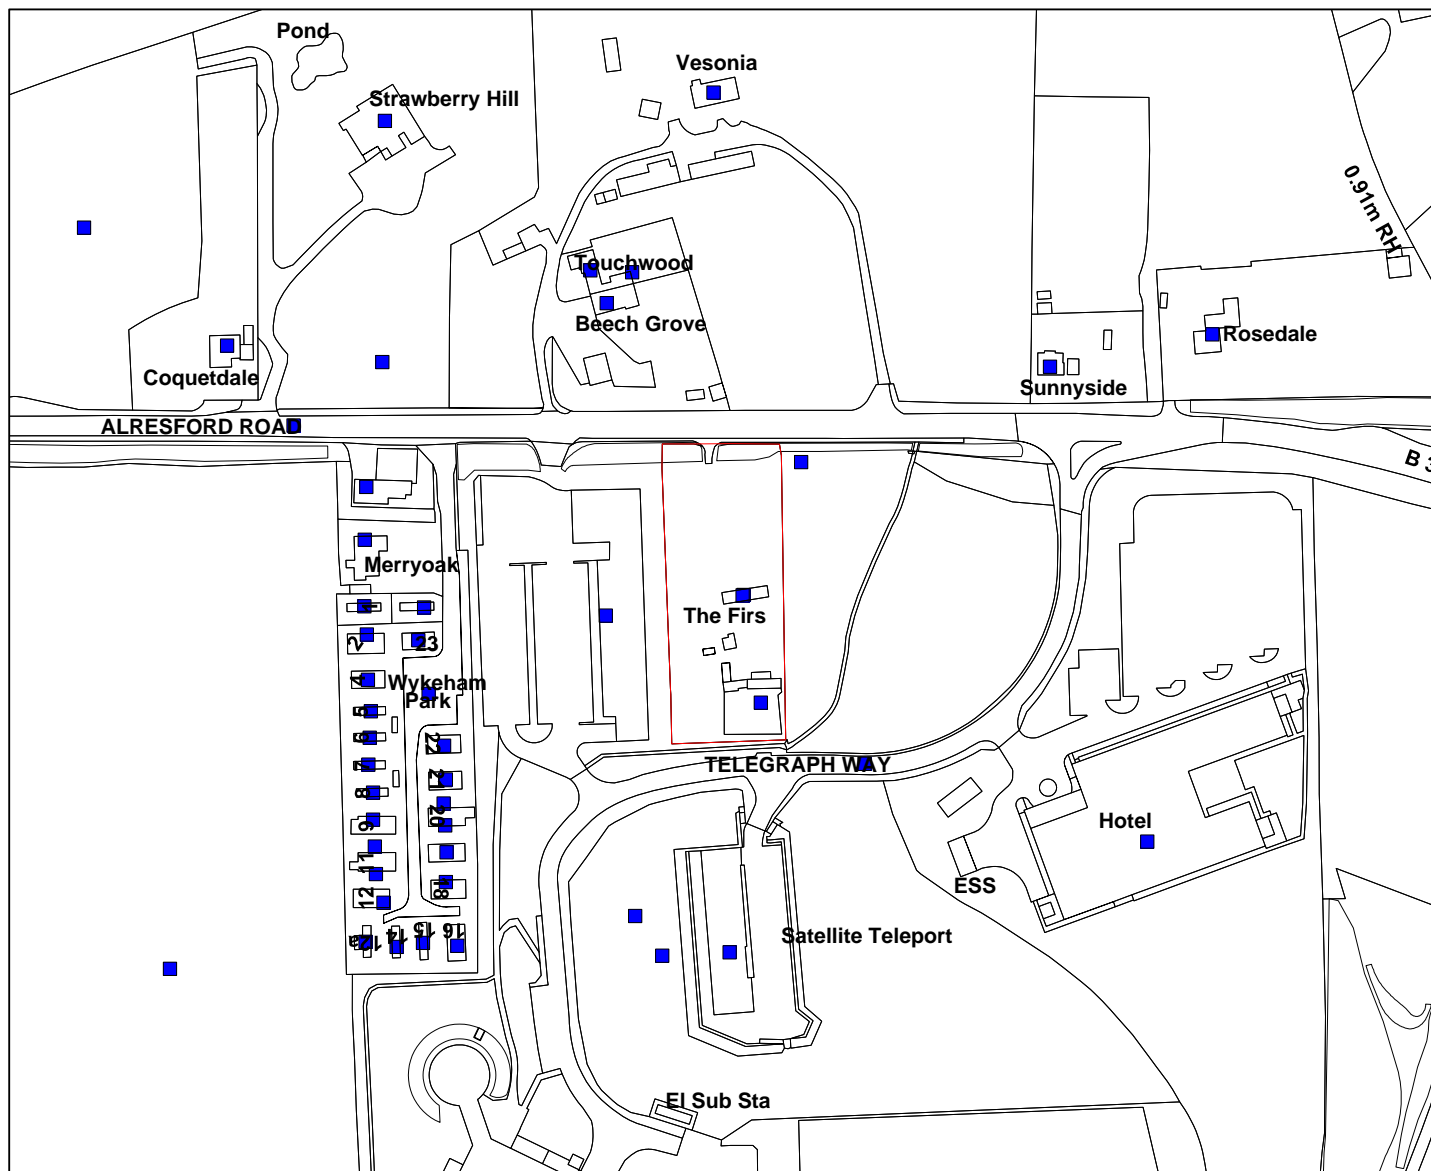 Pond
Vesonia
Strawberry Hill
0.91m RH
Touchwood
Beech Grove
Rosedale
Coquetdale
Sunnyside
ALRESFORD ROAD
B 3
Merryoak
1
The Firs
2
23
4
Wykeham
Park
5
6
22
7
TELEGRAPH WAY
21
8
20
9
Hotel
11
12
18
ESS
14
15
16
Satellite Teleport
El Sub Sta